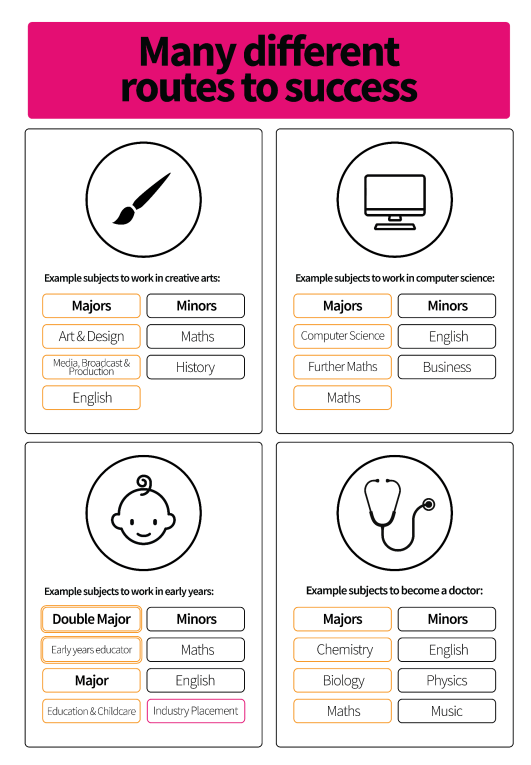 Many different
routes to success
Example subjects to work in creative arts:
Majors
Minors
Art & Design
Maths
Media, Broadcast &
Production
History
English
Example subjects to work in computer science:
Majors
Minors
Computer Science
English
Further Maths
Business
Maths
Example subjects to work in early years:
Double Major
Minors
Early years educator
Maths
Major
English
Education & Childcare
Industry Placement
Example subjects to become a doctor:
Majors
Minors
Chemistry
English
Biology
Physics
Maths
Music